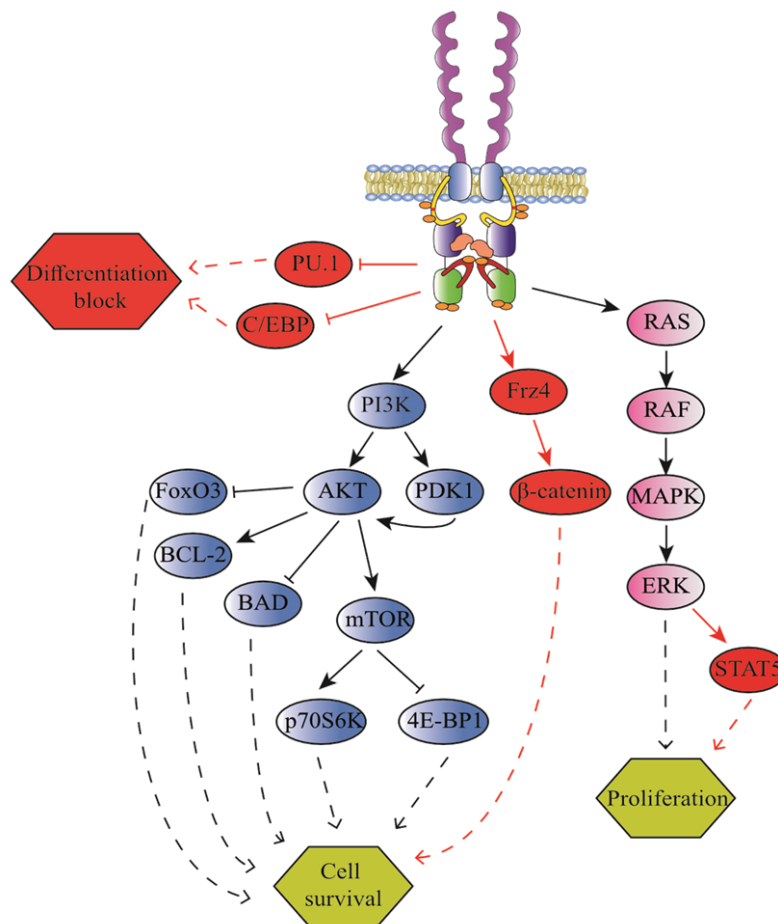 PU.1
Differentiation
block
C/EBP
RAS
PI3K
Frz4
RAF
FoxO3
AKT
PDK1
β-catenin
MAPK
BCL-2
BAD
mTOR
ERK
STAT5
p70S6K
4E-BP1
Proliferation
Cell
survival